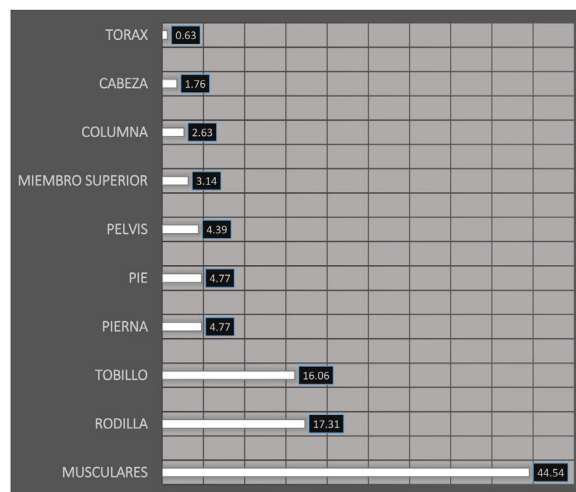 TORAX 0.63
CABEZA 1.76
COLUMNA 2.63
MIEMBRO SUPERIOR 3.14
PELVIS 4.39
PIE 4.77
PIERNA 4.77
TOBILLO 16.06
RODILLA 17.31
MUSCULARES 44.54